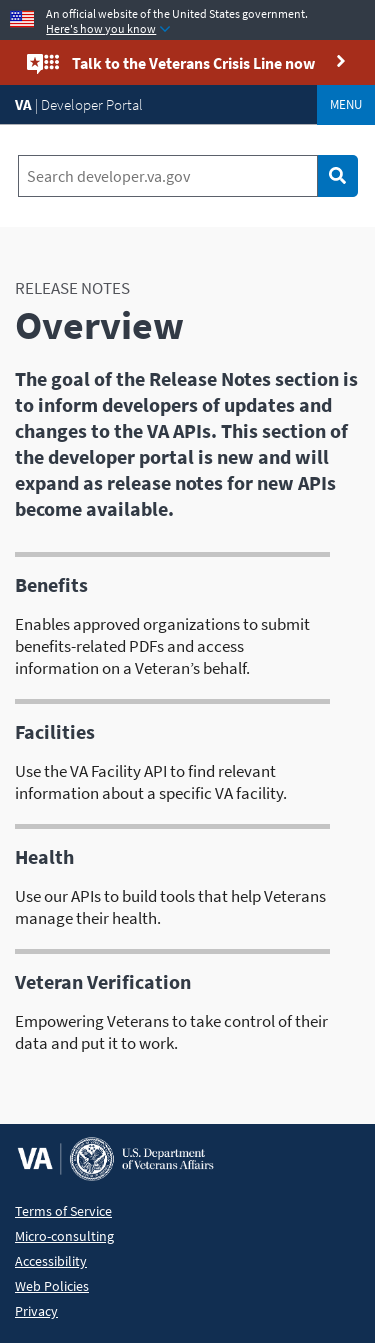 An official website of the United States government.
Here's how you know
Talk to the Veterans Crisis Line now
VA | Developer Portal
MENU
Search developer.va.gov
RELEASE NOTES
Overview
The goal of the Release Notes section is
to inform developers of updates and
changes to the VA APIs. This section of
the developer portal is new and will
expand as release notes for new APIs
become available.
Benefits
Enables approved organizations to submit
benefits-related PDFs and access
information on a Veteran’s behalf.
Facilities
Use the VA Facility API to find relevant
information about a specific VA facility.
Health
Use our APIs to build tools that help Veterans
manage their health.
Veteran Verification
Empowering Veterans to take control of their
data and put it to work.
VA
U.S. Department
of Veterans Affairs
Terms of Service
Micro-consulting
Accessibility
Web Policies
Privacy